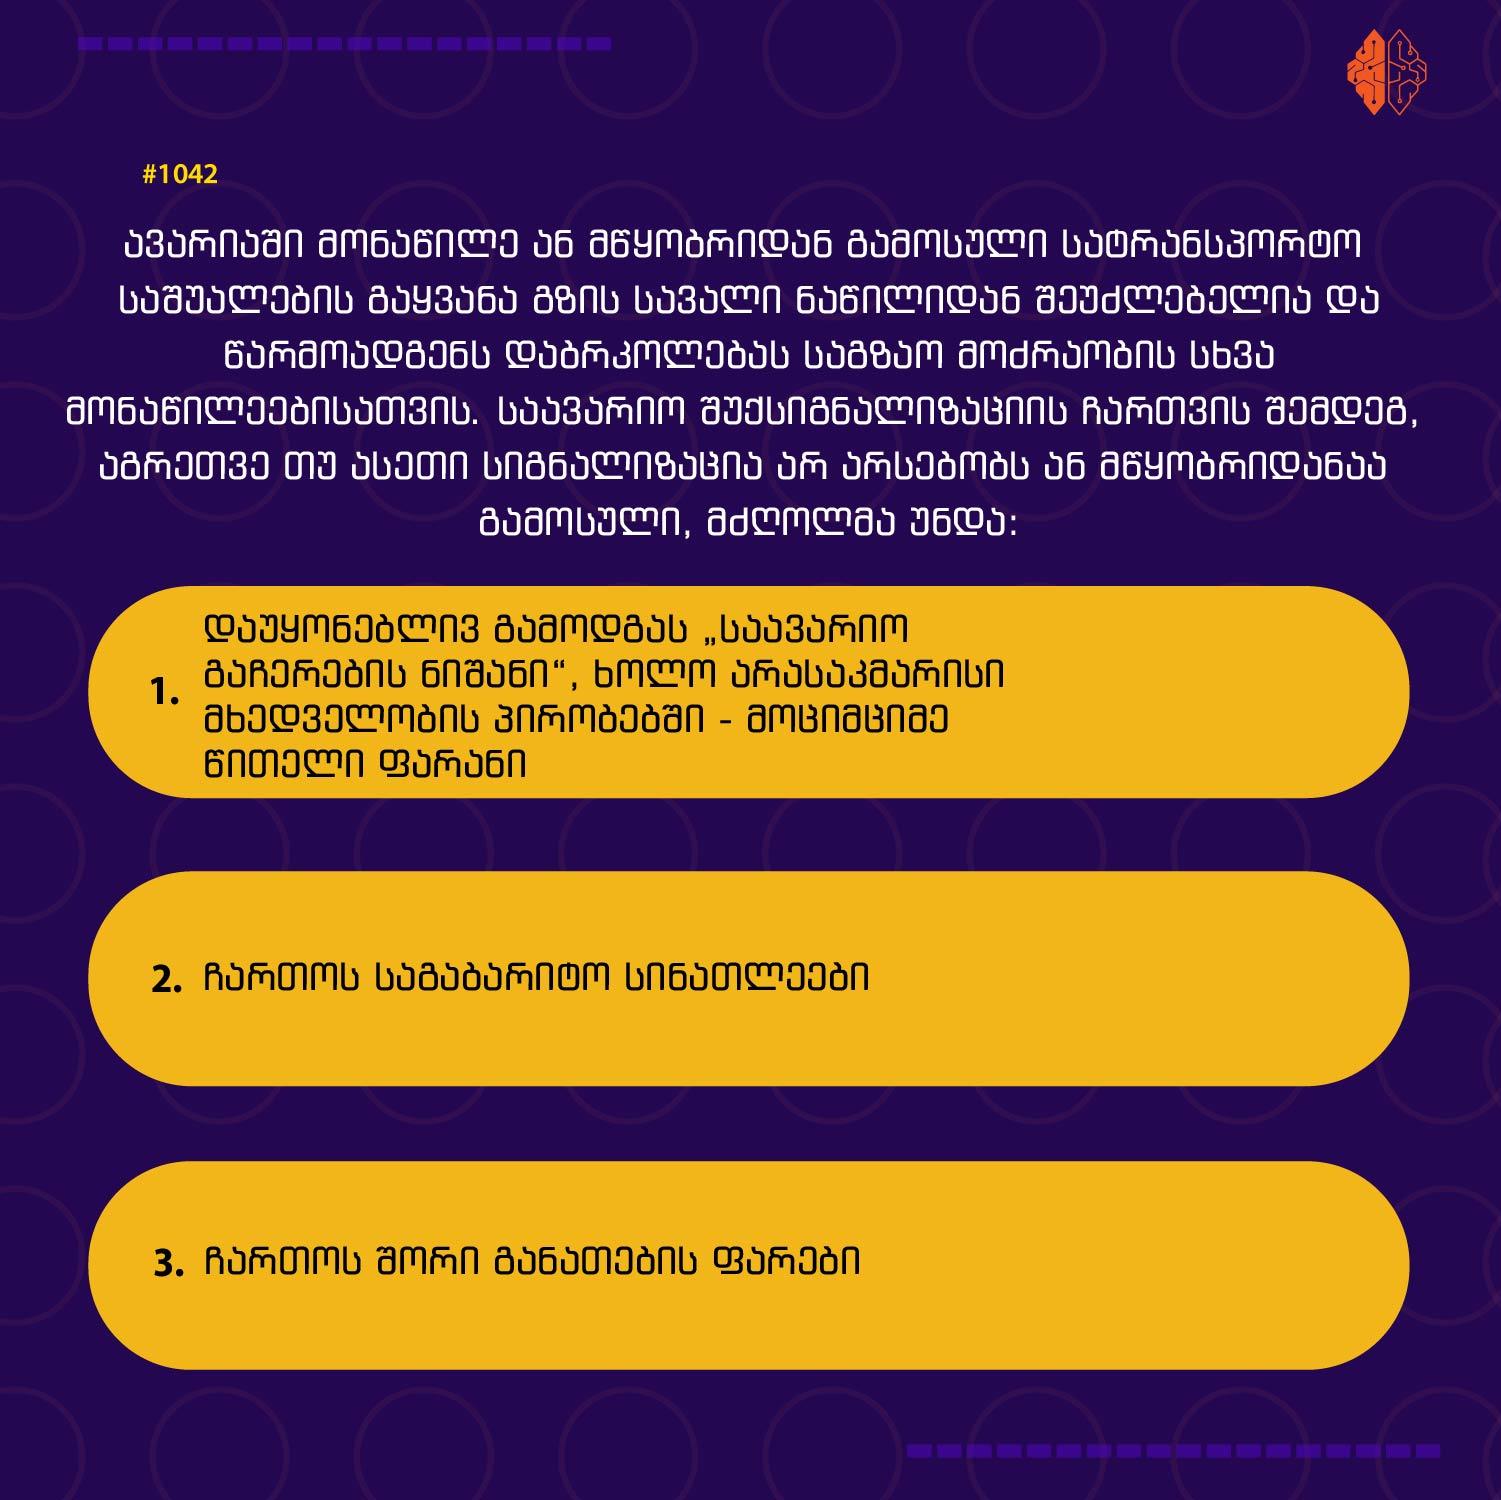 #1042
ავარიაში მონაწილე ან მწყობრიდან გამოსული სატრანსპორტო
საშუალების გაყვანა გზის სავალი ნაწილიდან შეუძლებელია და
წარმოადგენს დაბრკოლებას საგზაო მოძრაობის სხვა
მონაწილეებისათვის. საავარიო შუქსიგნალიზაციის ჩართვის შემდეგ,
აგრეთვე თუ ასეთი სიგნალიზაცია არ არსებობს ან მწყობრიდანაა
გამოსული, მძღოლმა უნდა:
1. დაუყონებლივ გამოდგას „საავარიო
გაჩერების ნიშანი“, ხოლო არასაკმარისი
მხედველობის პირობებში - მოციმციმე
წითელი ფარანი
2. ჩართოს საგაბარიტო სინათლეები
3. ჩართოს შორი განათების ფარები